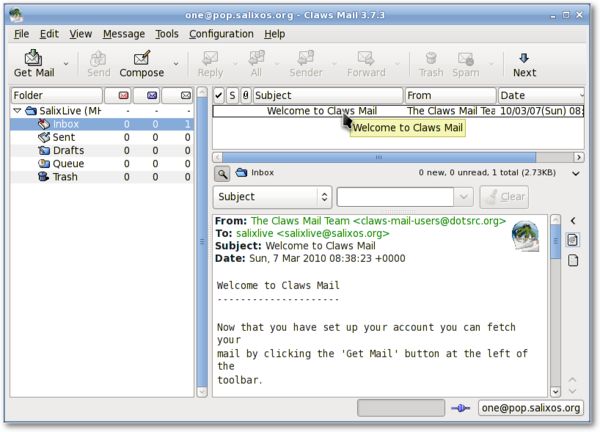 one@pop.salixos.org - Claws Mail 3.7.3
File Edit View Message Tools Configuration Help
Get Mail Send Compose Reply All Sender Forward Trash Spam Next
Folder
SalixLive (MH - - -
Inbox 0 0 1
Sent 0 0 0
Drafts 0 0 0
Queue 0 0 0
Trash 0 0 0
S Subject From Date
Welcome to Claws Mail The Claws Mail Tea 10/03/07(Sun) 08:
Welcome to Claws Mail
Inbox 0 new, 0 unread, 1 total (2.73KB)
Subject Clear
From: The Claws Mail Team <claws-mail-users@dotsrc.org>
To: salixlive <salixlive@salixos.org>
Subject: Welcome to Claws Mail
Date: Sun, 7 Mar 2010 08:38:23 +0000
Welcome to Claws Mail
---------------------
Now that you have set up your account you can fetch
your
mail by clicking the 'Get Mail' button at the left of
the
toolbar.
one@pop.salixos.org